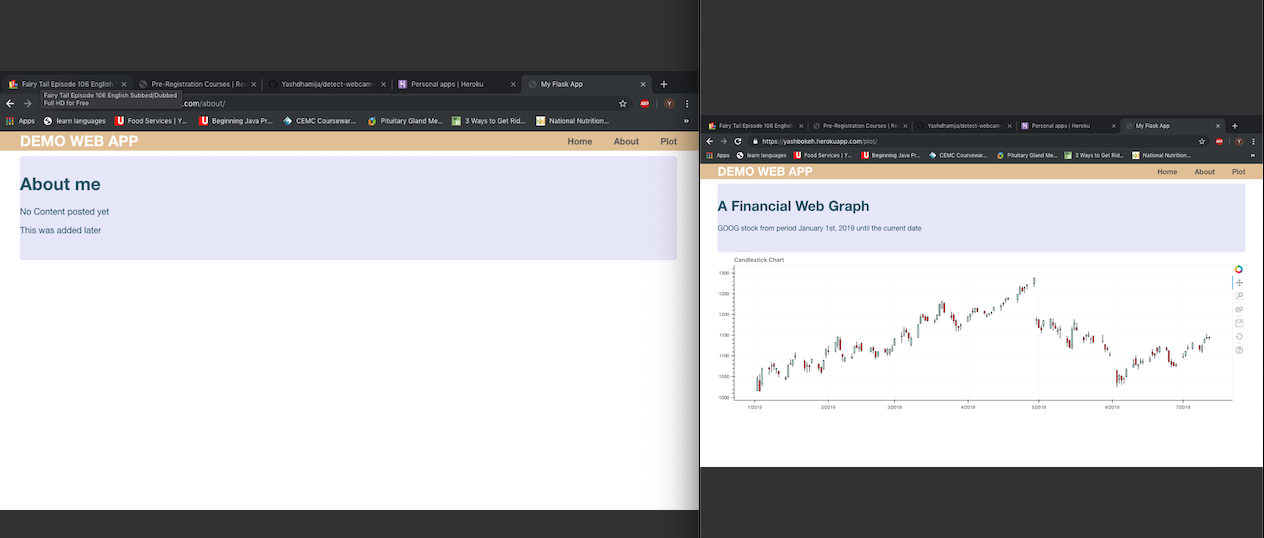 Fairy Tail Episode 106 English
Pre-Registration Courses | Re
Yashdhamija/detect-webcam-
Personal apps | Heroku
My Flask App
Fairy Tail Episode 106 English Subbed/Dubbed
Full HD for Free
.com/about/
ABP
Y
Apps
learn languages
Food Services | Y...
Beginning Java Pr...
CEMC Coursewar...
Pituitary Gland Me...
3 Ways to Get Rid...
National Nutrition...
»
DEMO WEB APP
Home
About
Plot
About me
No Content posted yet
This was added later
Fairy Tail Episode 106 English
Pre-Registration Courses | Re
Yashdhamija/detect-webcam-
Personal apps | Heroku
My Flask App
https://yashbokeh.herokuapp.com/plot/
Y
Apps
learn languages
Food Services | Y...
Beginning Java Pr...
CEMC Coursewar...
Pituitary Gland Me...
3 Ways to Get Rid...
National Nutrition...
»
DEMO WEB APP
Home
About
Plot
A Financial Web Graph
GOOG stock from period January 1st, 2019 until the current date
Candlestick Chart
1300
1250
1200
1150
1100
1050
1000
1/2019
2/2019
3/2019
4/2019
5/2019
6/2019
7/2019